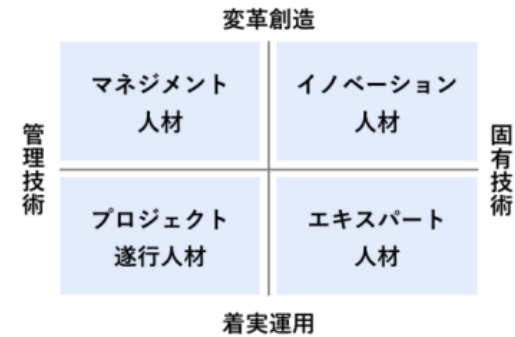 変革創造
マネジメント
人材
イノベーション
人材
管理技術
固有技術
プロジェクト
遂行人材
エキスパート
人材
着実運用